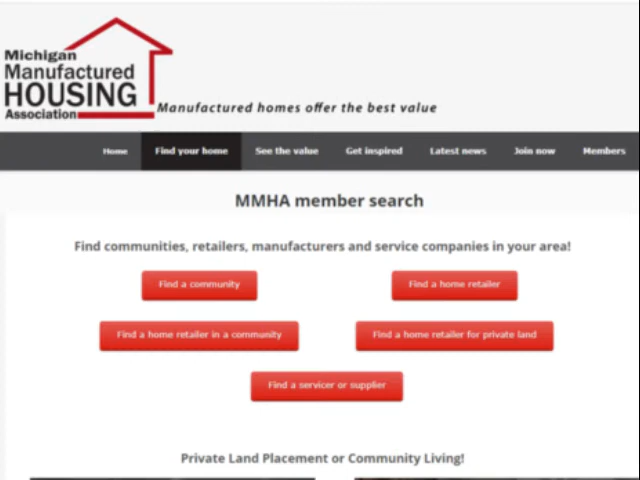 Michigan
Manufactured
HOUSING
Association
Manufactured homes offer the best value
Home Find your home See the value Get inspired Latest news Join now Members
MMHA member search
Find communities, retailers, manufacturers and service companies in your area!
Find a community Find a home retailer
Find a home retailer in a community Find a home retailer for private land
Find a servicer or supplier
Private Land Placement or Community Living!